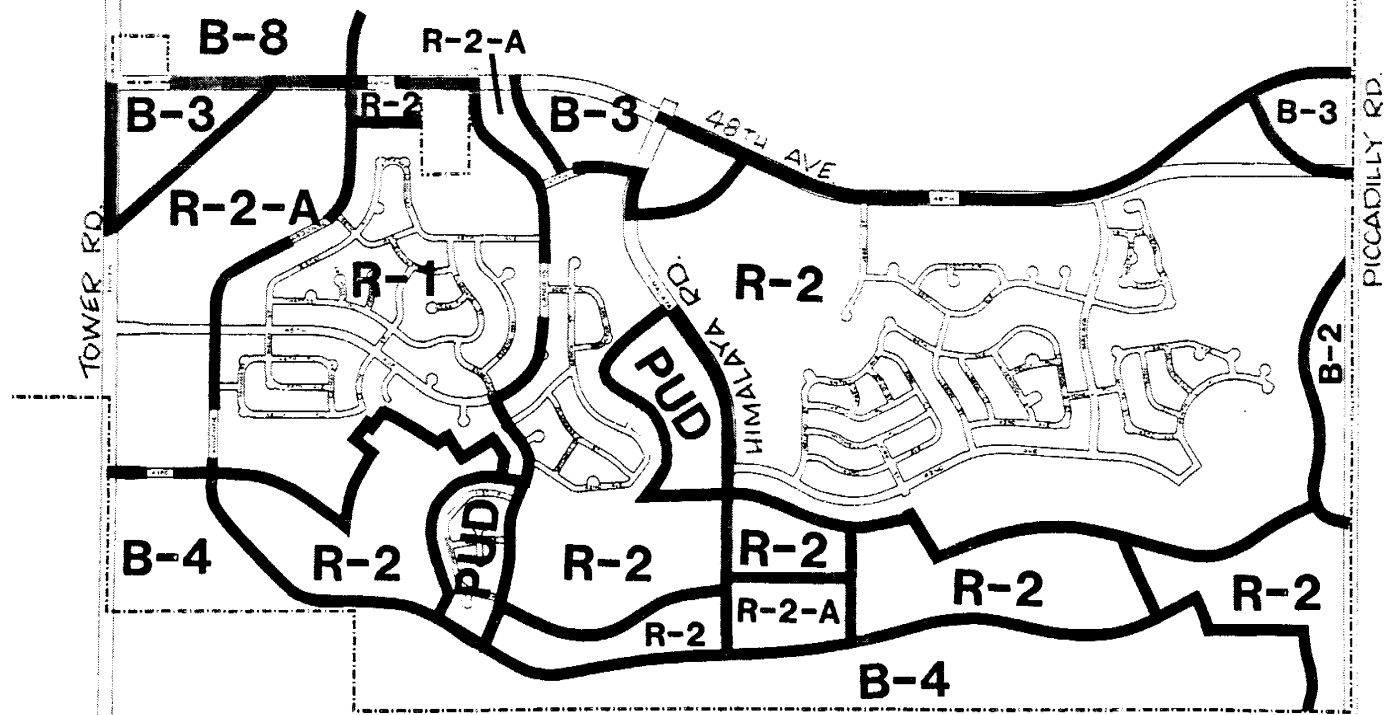 B-8
R-2-A
B-3
R-2
B-3
48TH AVE.
B-3
PICCADILLY RD.
R-2-A
TOWER RD.
R-1
R-2
HIMALAYA RD.
48TH
B-2
PUD
B-4
R-2
PUD
R-2
R-2
R-2
R-2
R-2-A
R-2
B-4